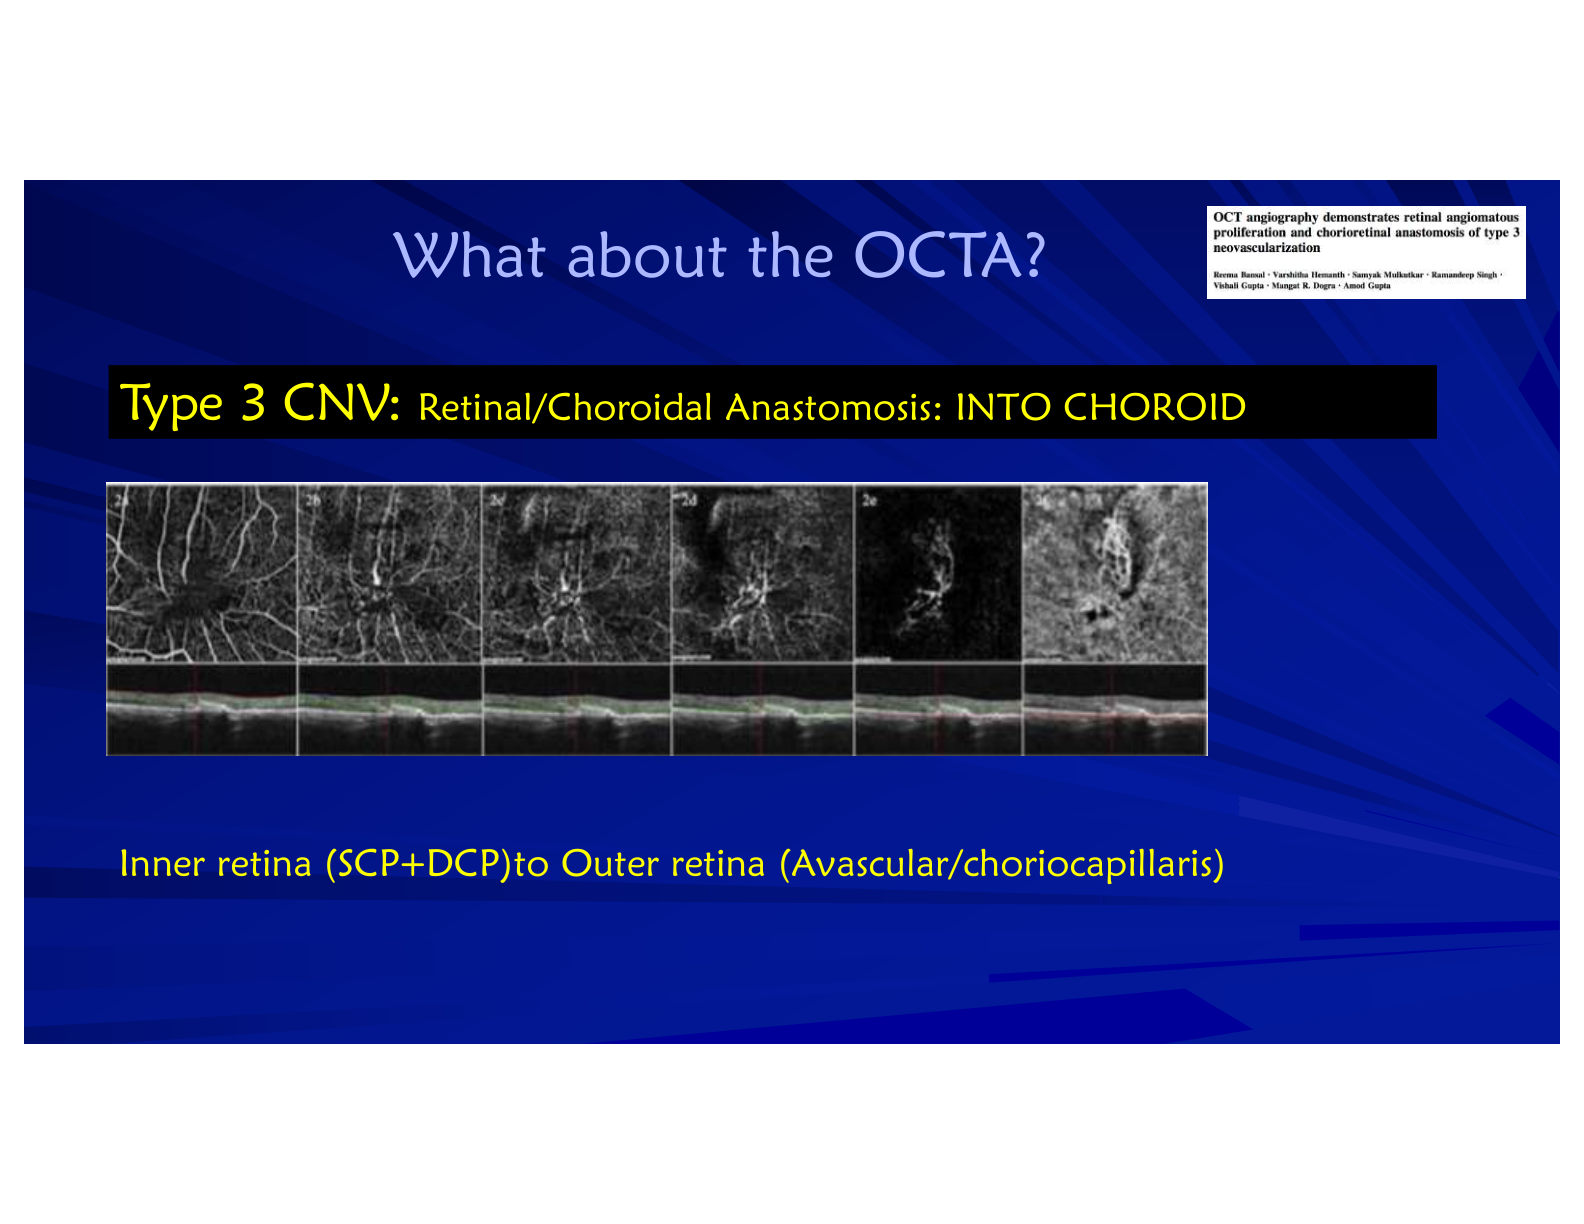 What about the OCTA?
OCT angiography demonstrates retinal angiomatous
proliferation and chorioretinal anastomosis of type 3
neovascularization
Reema Bansal · Varshitha Hemanth · Samyak Mulkutkar · Ramandeep Singh ·
Vishali Gupta · Mangat R. Dogra · Amod Gupta
Type 3 CNV: Retinal/Choroidal Anastomosis: INTO CHOROID
2a 2b 2c 2d 2e
Inner retina (SCP+DCP)to Outer retina (Avascular/choriocapillaris)